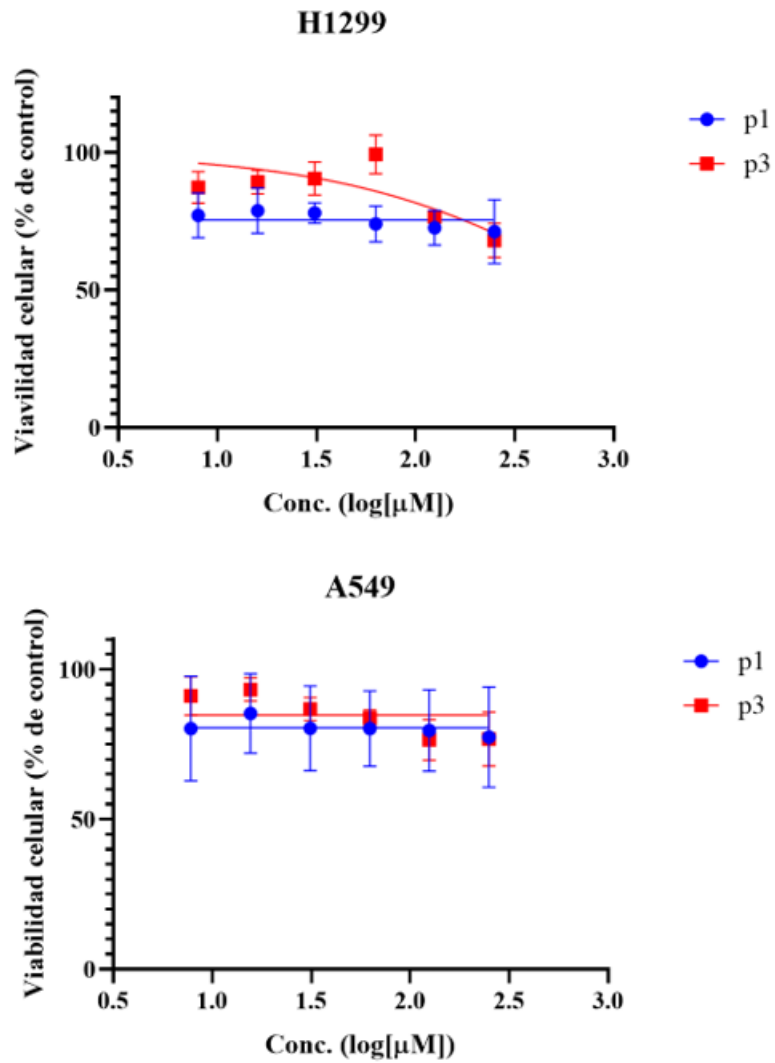 H1299
Viavilidad celular (% de control)
100
50
0
0.5 1.0 1.5 2.0 2.5 3.0
Conc. (log[μM])
p1
p3
A549
Viabilidad celular (% de control)
100
50
0
0.5 1.0 1.5 2.0 2.5 3.0
Conc. (log[μM])
p1
p3